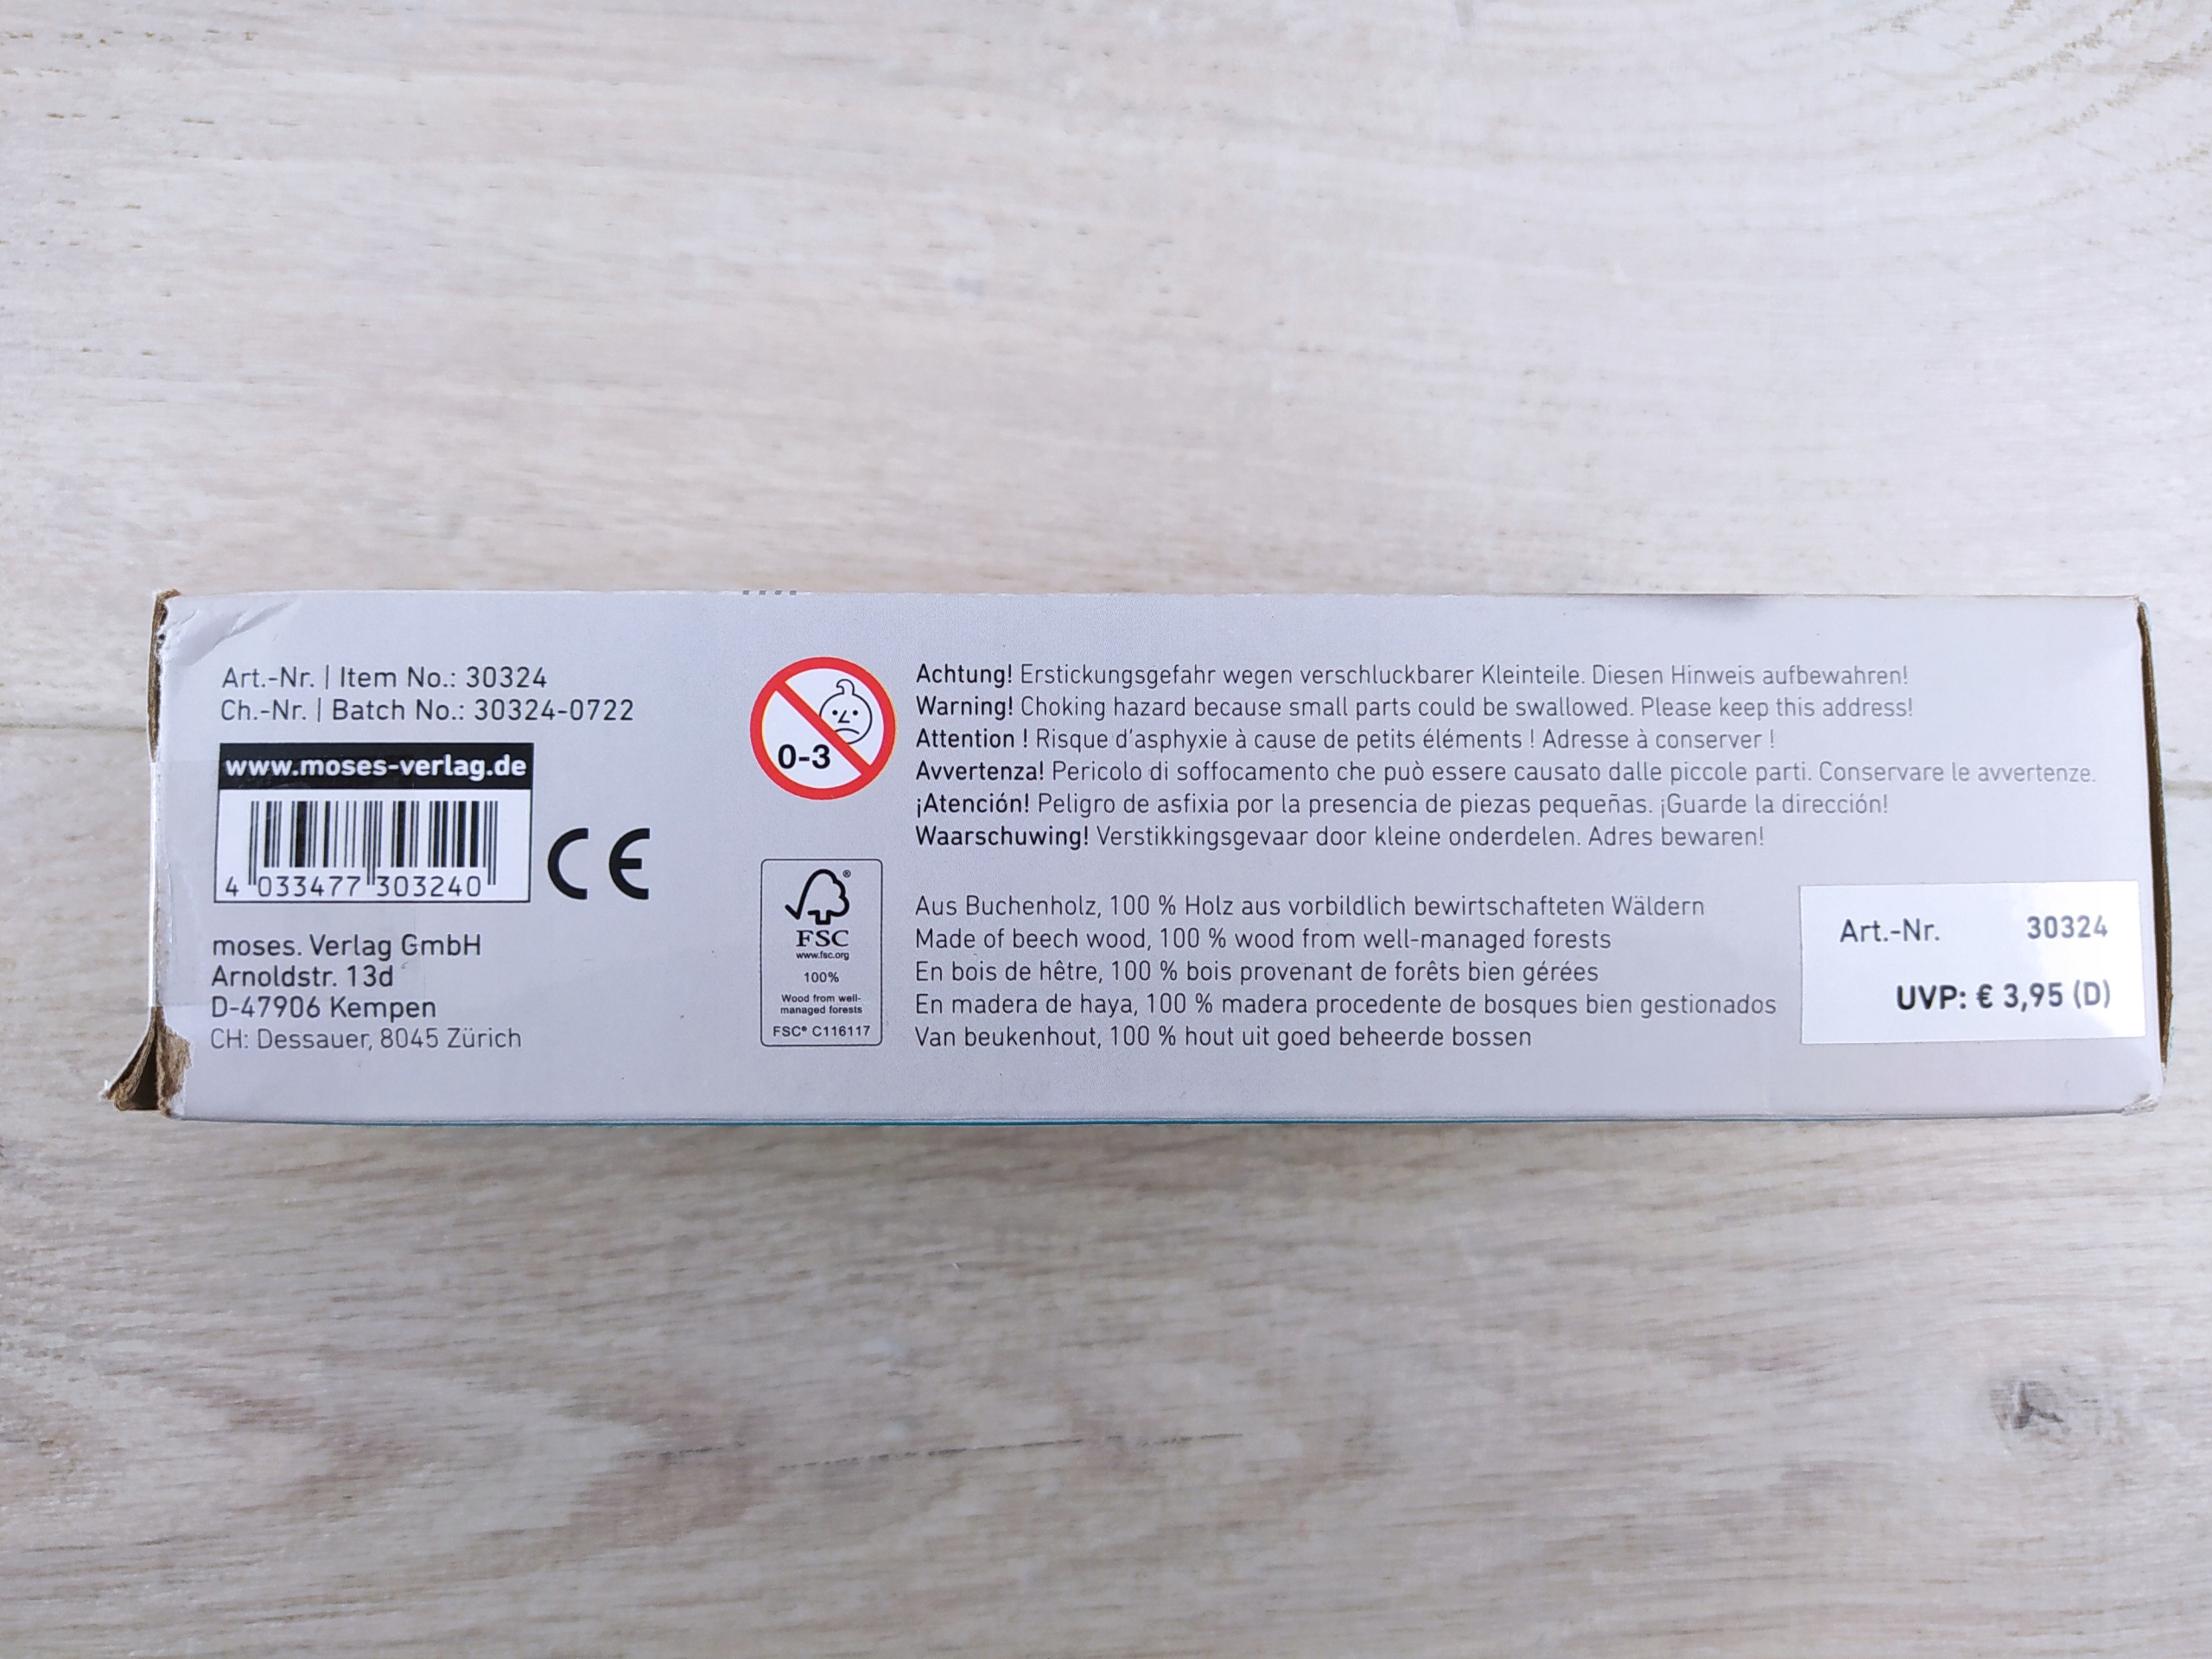 Art.-Nr. | Item No.: 30324
Ch.-Nr. | Batch No.: 30324-0722
www.moses-verlag.de
4 033477 303240
CE
moses. Verlag GmbH
Arnoldstr. 13d
D-47906 Kempen
CH: Dessauer, 8045 Zürich
0-3
FSC®
www.fsc.org
100%
Wood from well-
managed forests
FSC® C116117
Achtung! Erstickungsgefahr wegen verschluckbarer Kleinteile. Diesen Hinweis aufbewahren!
Warning! Choking hazard because small parts could be swallowed. Please keep this address!
Attention ! Risque d'asphyxie à cause de petits éléments ! Adresse à conserver !
Avvertenza! Pericolo di soffocamento che può essere causato dalle piccole parti. Conservare le avvertenze.
¡Atención! Peligro de asfixia por la presencia de piezas pequeñas. ¡Guarde la dirección!
Waarschuwing! Verstikkingsgevaar door kleine onderdelen. Adres bewaren!
Aus Buchenholz, 100 % Holz aus vorbildlich bewirtschafteten Wäldern
Made of beech wood, 100 % wood from well-managed forests
En bois de hêtre, 100 % bois provenant de forêts bien gérées
En madera de haya, 100 % madera procedente de bosques bien gestionados
Van beukenhout, 100 % hout uit goed beheerde bossen
Art.-Nr. 30324
UVP: € 3,95 (D)